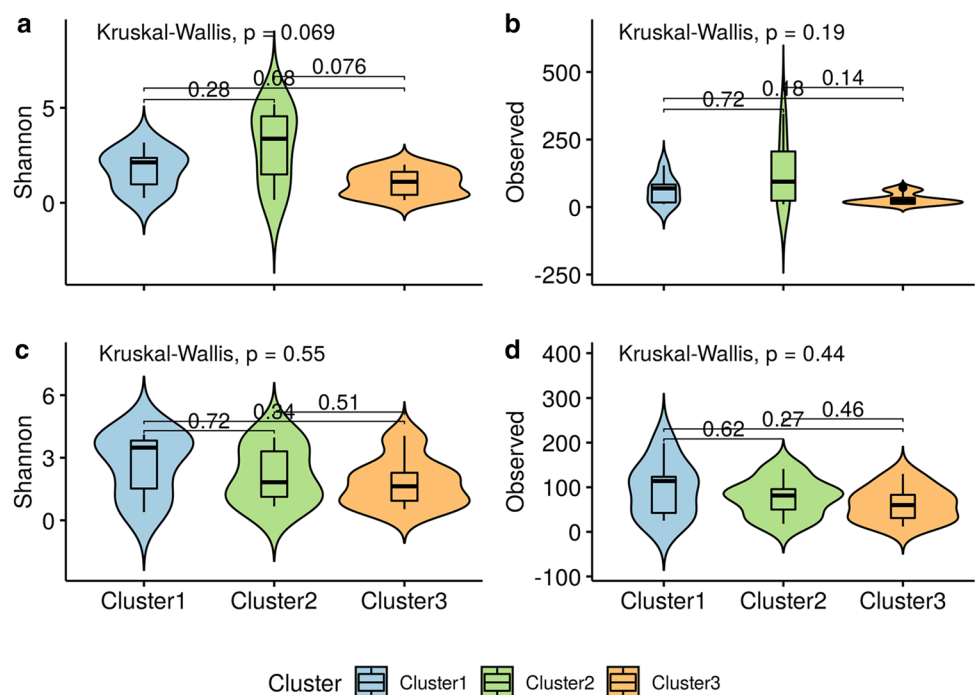 a
Kruskal-Wallis, p = 0.069
0.076
0.08
0.28
Shannon
5
0
b
Kruskal-Wallis, p = 0.19
0.14
0.18
0.72
Observed
500
250
0
-250
c
Kruskal-Wallis, p = 0.55
0.51
0.34
0.72
Shannon
6
3
0
Cluster1 Cluster2 Cluster3
d
Kruskal-Wallis, p = 0.44
0.46
0.27
0.62
Observed
400
300
200
100
0
-100
Cluster1 Cluster2 Cluster3
Cluster Cluster1 Cluster2 Cluster3